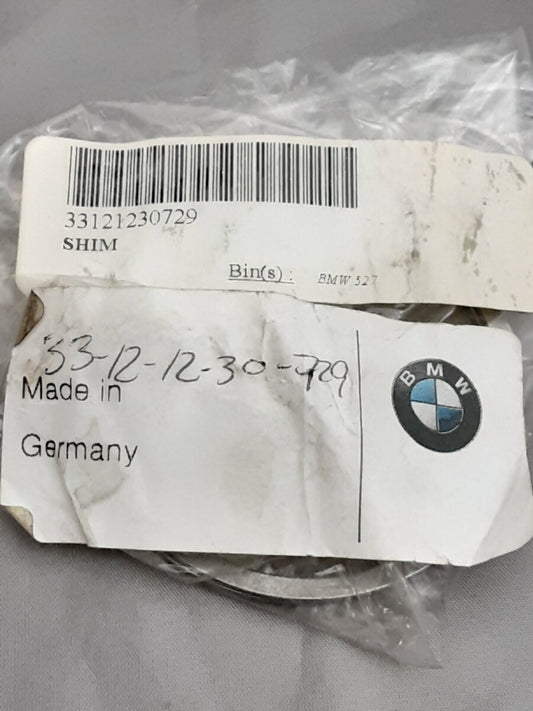 33121230729
SHIM
Bin(s) : BMW 527
33-12-12-30-729
Made in
Germany
BMW